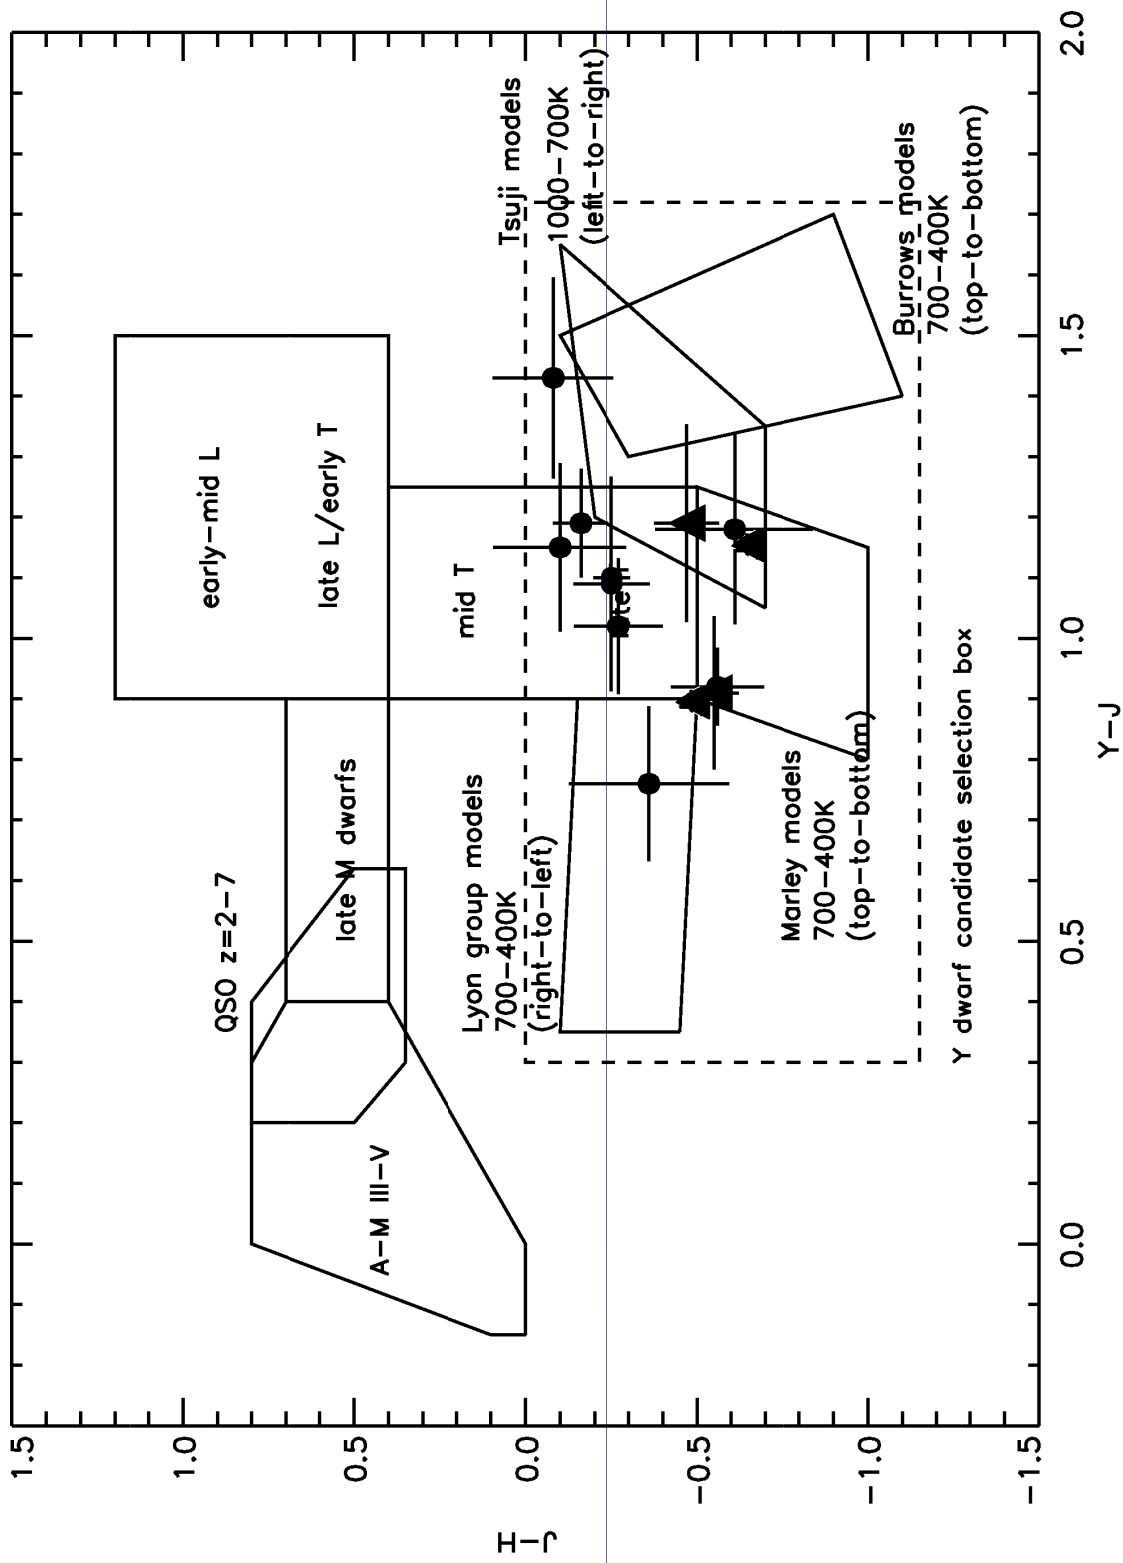 1.5
1.0
0.5
0.0
−0.5
−1.0
−1.5
J−H
0.0
0.5
1.0
1.5
2.0
Y−J
QSO z=2−7
A−M III−V
late M dwarfs
early−mid L
late L/early T
mid T
Lyon group models
700−400K
(right−to−left)
Tsuji models
1000−700K
(left−to−right)
Marley models
700−400K
(top−to−bottom)
Burrows models
700−400K
(top−to−bottom)
Y dwarf candidate selection box